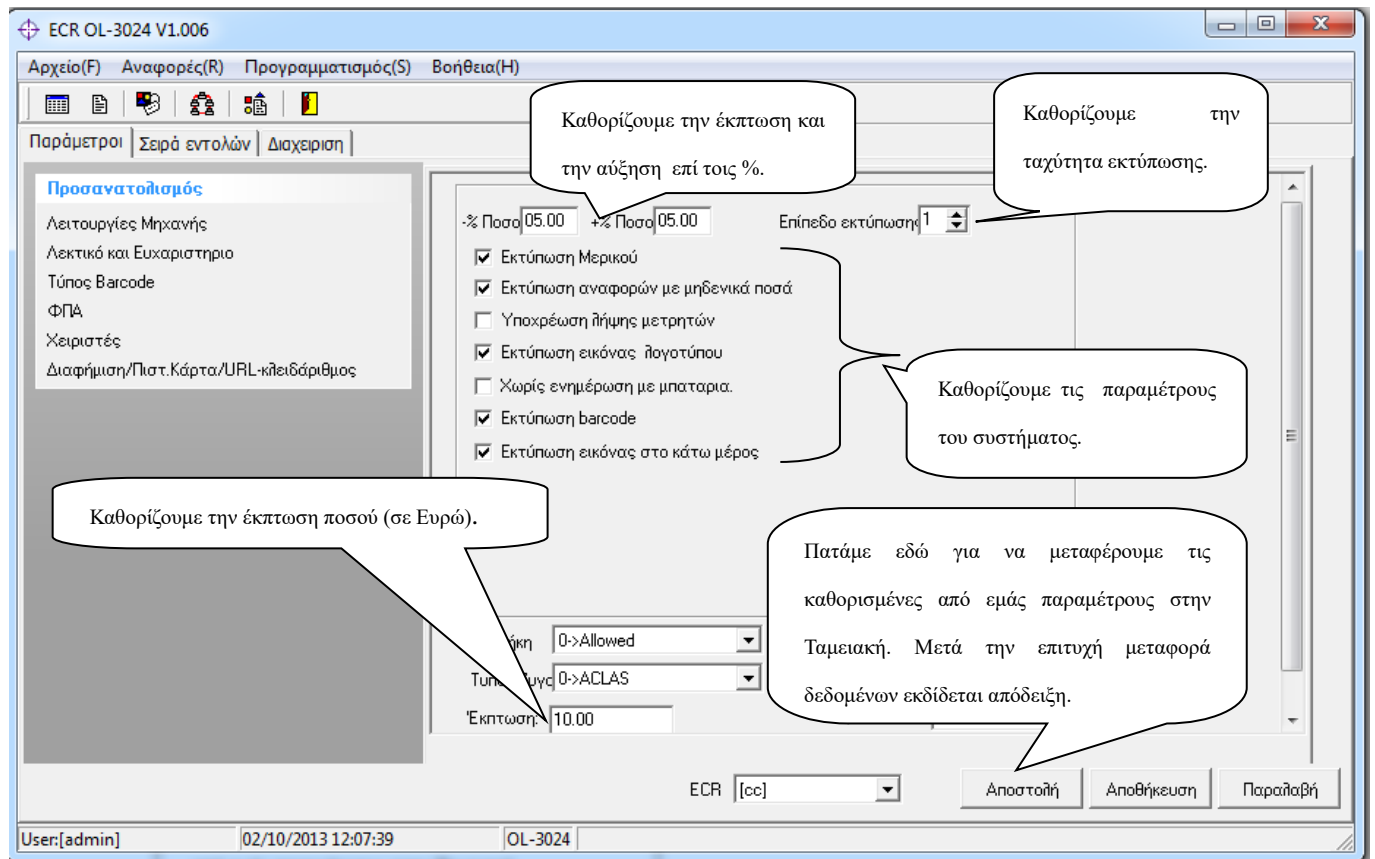 ECR OL-3024 V1.006
Αρχείο(F) Αναφορές(R) Προγραμματισμός(S) Βοήθεια(H)
Παράμετροι Σειρά εντολών Διαχειριση
Καθορίζουμε την έκπτωση και
την αύξηση επί τοις %.
Καθορίζουμε την
ταχύτητα εκτύπωσης.
Προσανατολισμός
Λειτουργίες Μηχανής
Λεκτικό και Ευχαριστηριο
Τύπος Barcode
ΦΠΑ
Χειριστές
Διαφήμιση/Πιστ.Κάρτα/URL-κλειδάριθμος
-% Ποσο 05.00 +% Ποσο 05.00 Επίπεδο εκτύπωσης 1
Εκτύπωση Μερικού
Εκτύπωση αναφορών με μηδενικά ποσά
Υποχρέωση λήψης μετρητών
Εκτύπωση εικόνας λογοτύπου
Χωρίς ενημέρωση με μπαταρια.
Εκτύπωση barcode
Εκτύπωση εικόνας στο κάτω μέρος
Καθορίζουμε τις παραμέτρους
του συστήματος.
Καθορίζουμε την έκπτωση ποσού (σε Ευρώ).
Πατάμε εδώ για να μεταφέρουμε τις
καθορισμένες από εμάς παραμέτρους στην
Ταμειακή. Μετά την επιτυχή μεταφορά
δεδομένων εκδίδεται απόδειξη.
0->Allowed
0->ACLAS
Έκπτωση: 10.00
ECR [cc] Αποστολή Αποθήκευση Παραλαβή
User:[admin] 02/10/2013 12:07:39 OL-3024